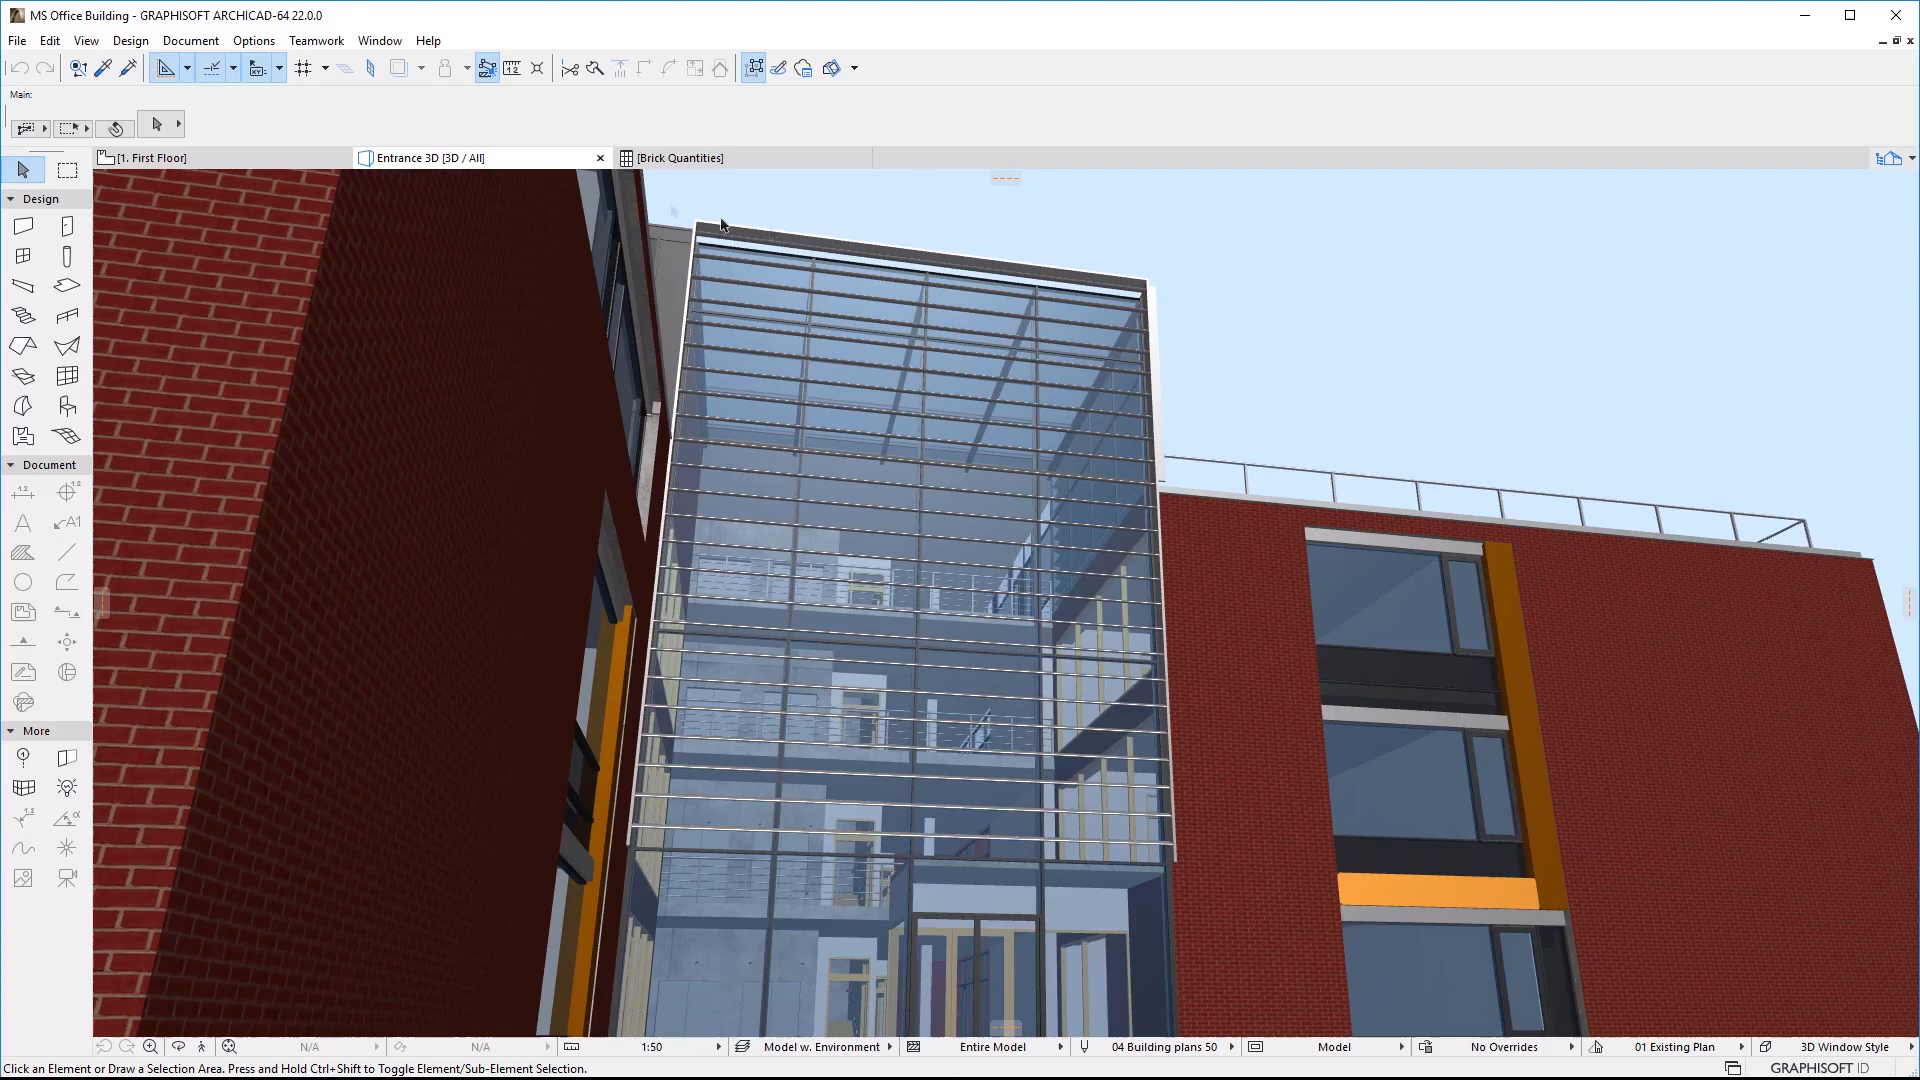 MS Office Building - GRAPHISOFT ARCHICAD-64 22.0.0
File Edit View Design Document Options Teamwork Window Help
Main:
[1. First Floor] Entrance 3D [3D / All] [Brick Quantities]
Design
Document
A A1
More
N/A N/A 1:50 Model w. Environment Entire Model 04 Building plans 50 Model No Overrides 01 Existing Plan 3D Window Style
Click an Element or Draw a Selection Area. Press and Hold Ctrl+Shift to Toggle Element/Sub-Element Selection.
GRAPHISOFT ID